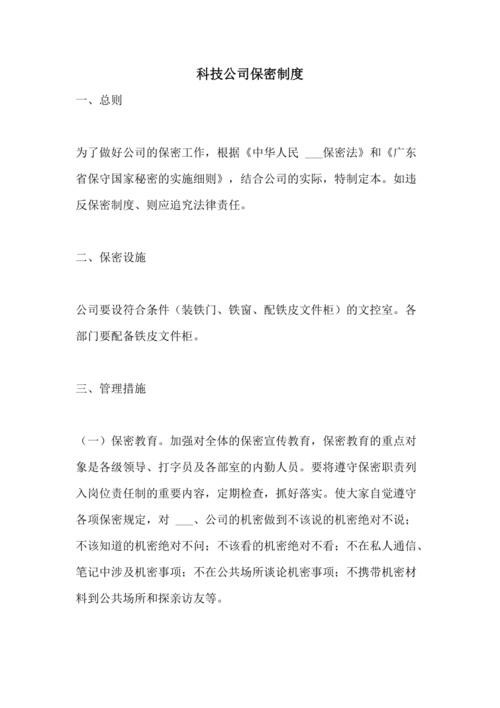 科技公司保密制度
一、总则
为了做好公司的保密工作，根据《中华人民 ___保密法》和《广东
省保守国家秘密的实施细则》，结合公司的实际，特制定本。如违
反保密制度、则应追究法律责任。
二、保密设施
公司要设符合条件（装铁门、铁窗、配铁皮文件柜）的文控室。各
部门要配备铁皮文件柜。
三、管理措施
（一）保密教育。加强对全体的保密宣传教育，保密教育的重点对
象是各级领导、打字员及各部室的内勤人员。要将遵守保密职责列
入岗位责任制的重要内容，定期检查，抓好落实。使大家自觉遵守
各项保密规定，对 ___、公司的机密做到不该说的机密绝对不说；
不该知道的机密绝对不问；不该看的机密绝对不看；不在私人通信、
笔记中涉及机密事项；不在公共场所谈论机密事项；不携带机密材
料到公共场所和探亲访友等。